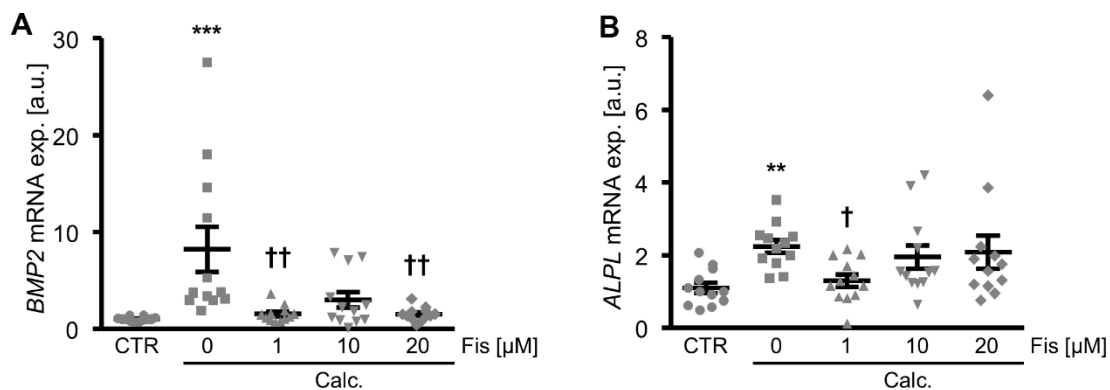 A
BMP2 mRNA exp. [a.u.]
30
20
10
0
***
††
††
CTR 0 1 10 20 Fis [µM]
Calc.
B
ALPL mRNA exp. [a.u.]
8
6
4
2
0
**
†
CTR 0 1 10 20 Fis [µM]
Calc.